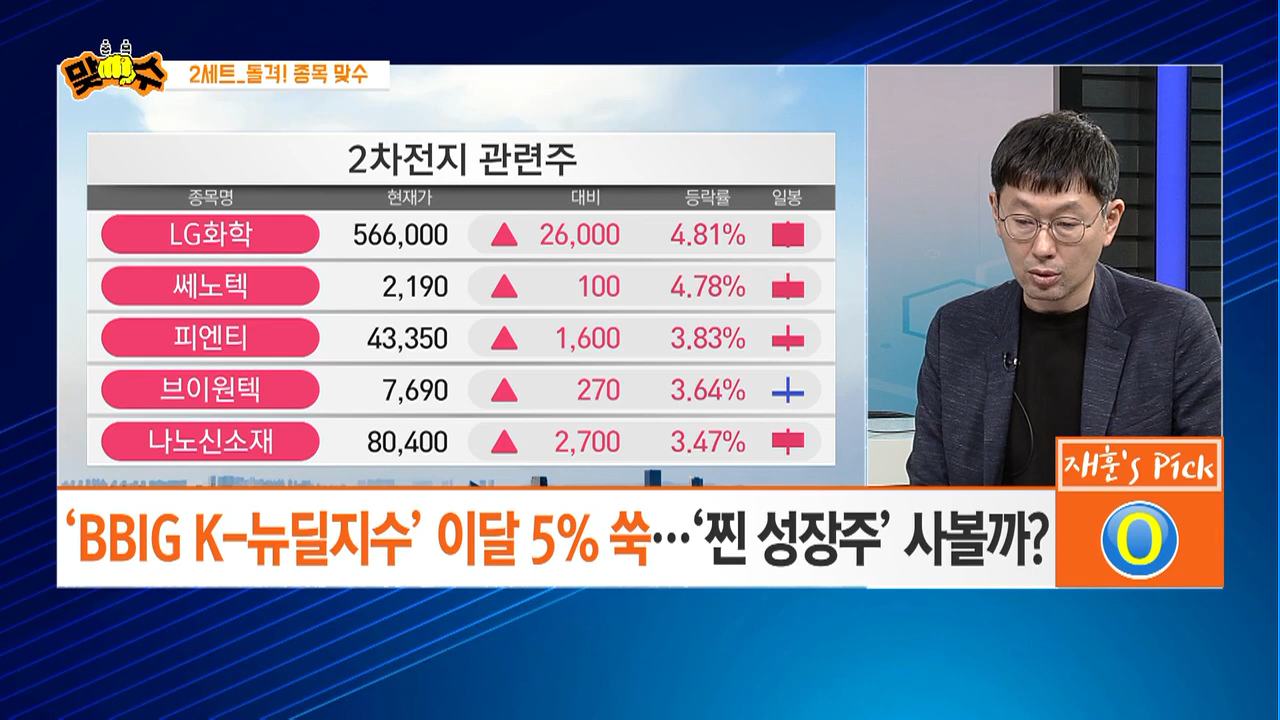 종목
맞수
2세트_돌격! 종목 맞수
2차전지 관련주
종목명 현재가 대비 등락률 일봉
LG화학 566,000 ▲ 26,000 4.81%
쎄노텍 2,190 ▲ 100 4.78%
피엔티 43,350 ▲ 1,600 3.83%
브이원텍 7,690 ▲ 270 3.64%
나노신소재 80,400 ▲ 2,700 3.47%
재훈's Pick
O
‘BBIG K-뉴딜지수’ 이달 5% 쑥…‘찐 성장주’ 사볼까?